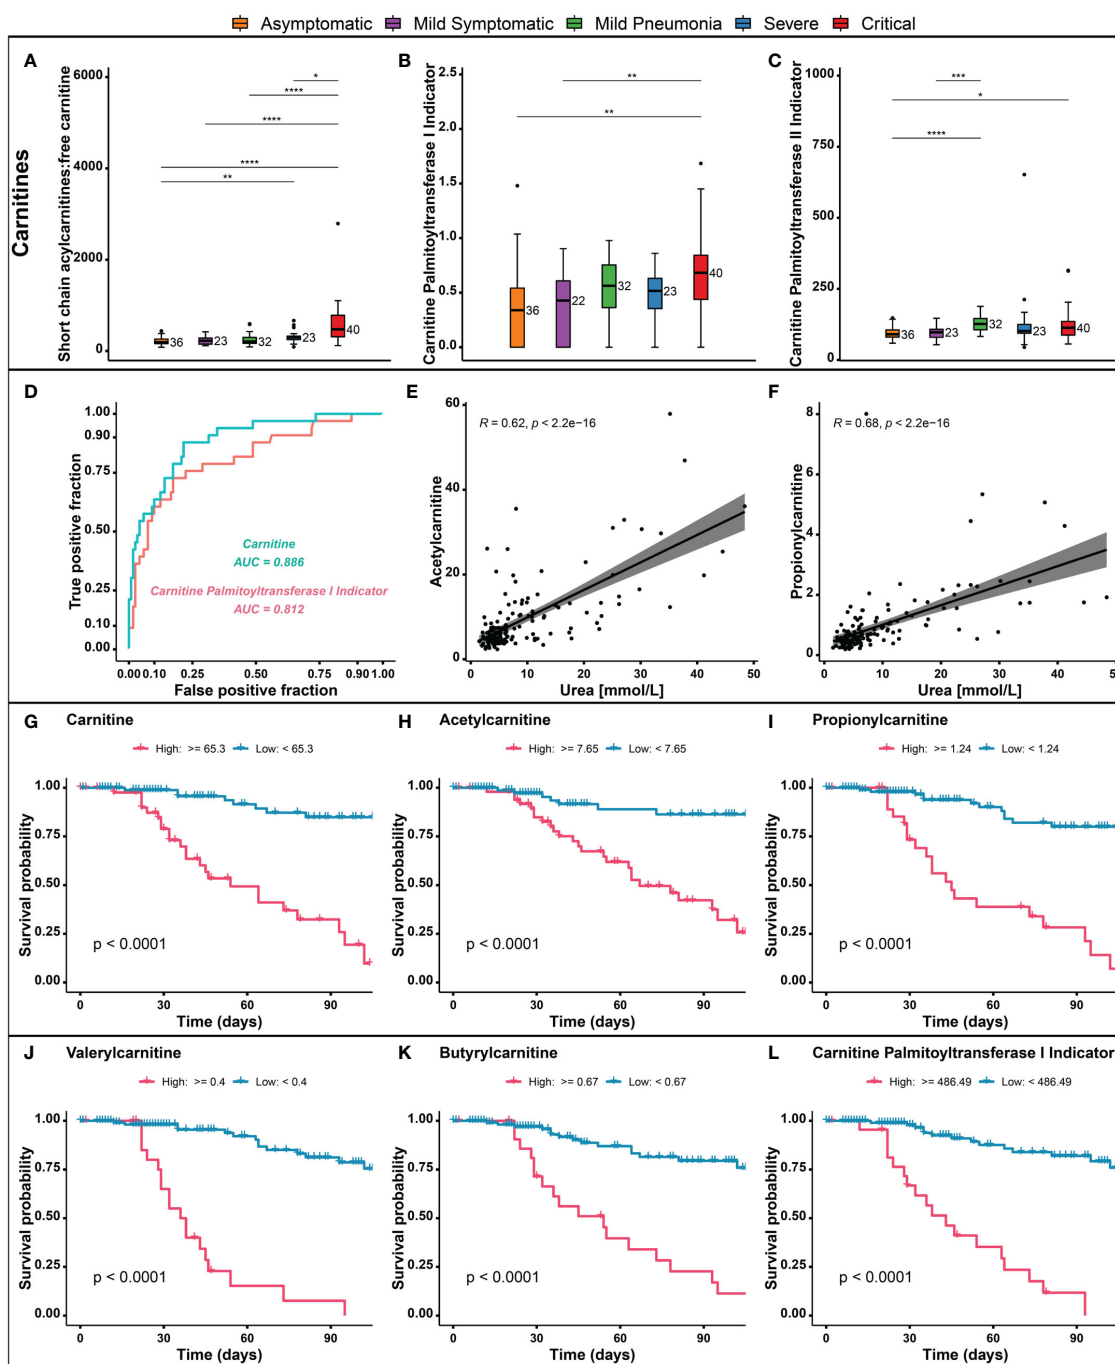 Asymptomatic Mild Symptomatic Mild Pneumonia Severe Critical
Carnitines
A
Short chain acylcarnitines:free carnitine
6000
4000
2000
0
*
****
****
****
**
36 23 32 23 40
B
Carnitine Palmitoyltransferase I Indicator
2.5
2.0
1.5
1.0
0.5
0.0
**
**
36 22 32 23 40
C
Carnitine Palmitoyltransferase II Indicator
1000
750
500
250
0
***
*
****
36 23 32 23 40
D
True positive fraction
1.00
0.90
0.75
0.50
0.25
0.10
0.00
Carnitine
AUC = 0.886
Carnitine Palmitoyltransferase I Indicator
AUC = 0.812
0.00 0.10 0.25 0.50 0.75 0.90 1.00
False positive fraction
E
Acetylcarnitine
R = 0.62, p < 2.2e-16
60
40
20
0
0 10 20 30 40 50
Urea [mmol/L]
F
Propionylcarnitine
R = 0.68, p < 2.2e-16
8
6
4
2
0
0 10 20 30 40 50
Urea [mmol/L]
G Carnitine
High: >= 65.3 Low: < 65.3
Survival probability
1.00
0.75
0.50
0.25
0.00
p < 0.0001
0 30 60 90
Time (days)
H Acetylcarnitine
High: >= 7.65 Low: < 7.65
Survival probability
1.00
0.75
0.50
0.25
0.00
p < 0.0001
0 30 60 90
Time (days)
I Propionylcarnitine
High: >= 1.24 Low: < 1.24
Survival probability
1.00
0.75
0.50
0.25
0.00
p < 0.0001
0 30 60 90
Time (days)
J Valerylcarnitine
High: >= 0.4 Low: < 0.4
Survival probability
1.00
0.75
0.50
0.25
0.00
p < 0.0001
0 30 60 90
Time (days)
K Butyrylcarnitine
High: >= 0.67 Low: < 0.67
Survival probability
1.00
0.75
0.50
0.25
0.00
p < 0.0001
0 30 60 90
Time (days)
L Carnitine Palmitoyltransferase I Indicator
High: >= 486.49 Low: < 486.49
Survival probability
1.00
0.75
0.50
0.25
0.00
p < 0.0001
0 30 60 90
Time (days)